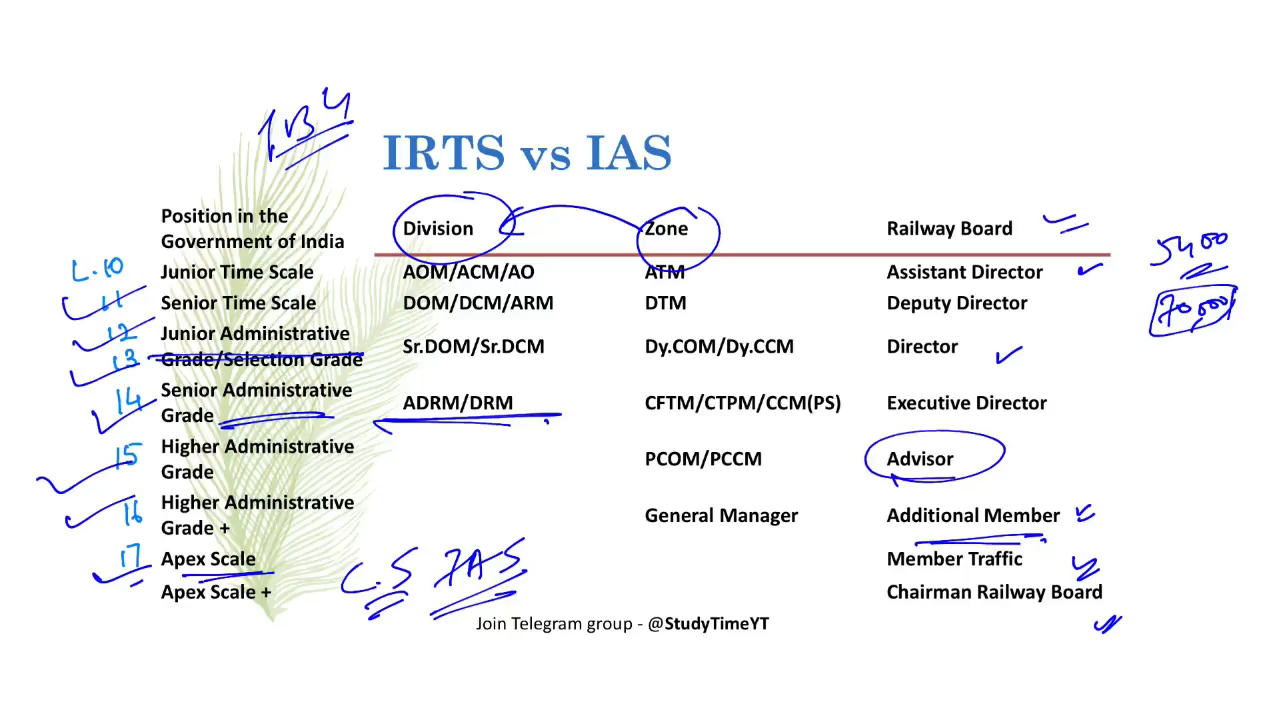 IRTS vs IAS
Position in the Government of India Division Zone Railway Board
L.10 Junior Time Scale AOM/ACM/AO ATM Assistant Director 5400
11 Senior Time Scale DOM/DCM/ARM DTM Deputy Director 70,000/
12 Junior Administrative
13 Grade/Selection Grade Sr.DOM/Sr.DCM Dy.COM/Dy.CCM Director
14 Senior Administrative
Grade ADRM/DRM CFTM/CTPM/CCM(PS) Executive Director
15 Higher Administrative
Grade PCOM/PCCM Advisor
16 Higher Administrative
Grade + General Manager Additional Member
17 Apex Scale C.S IAS Member Traffic
Apex Scale + Chairman Railway Board
Join Telegram group - @StudyTimeYT